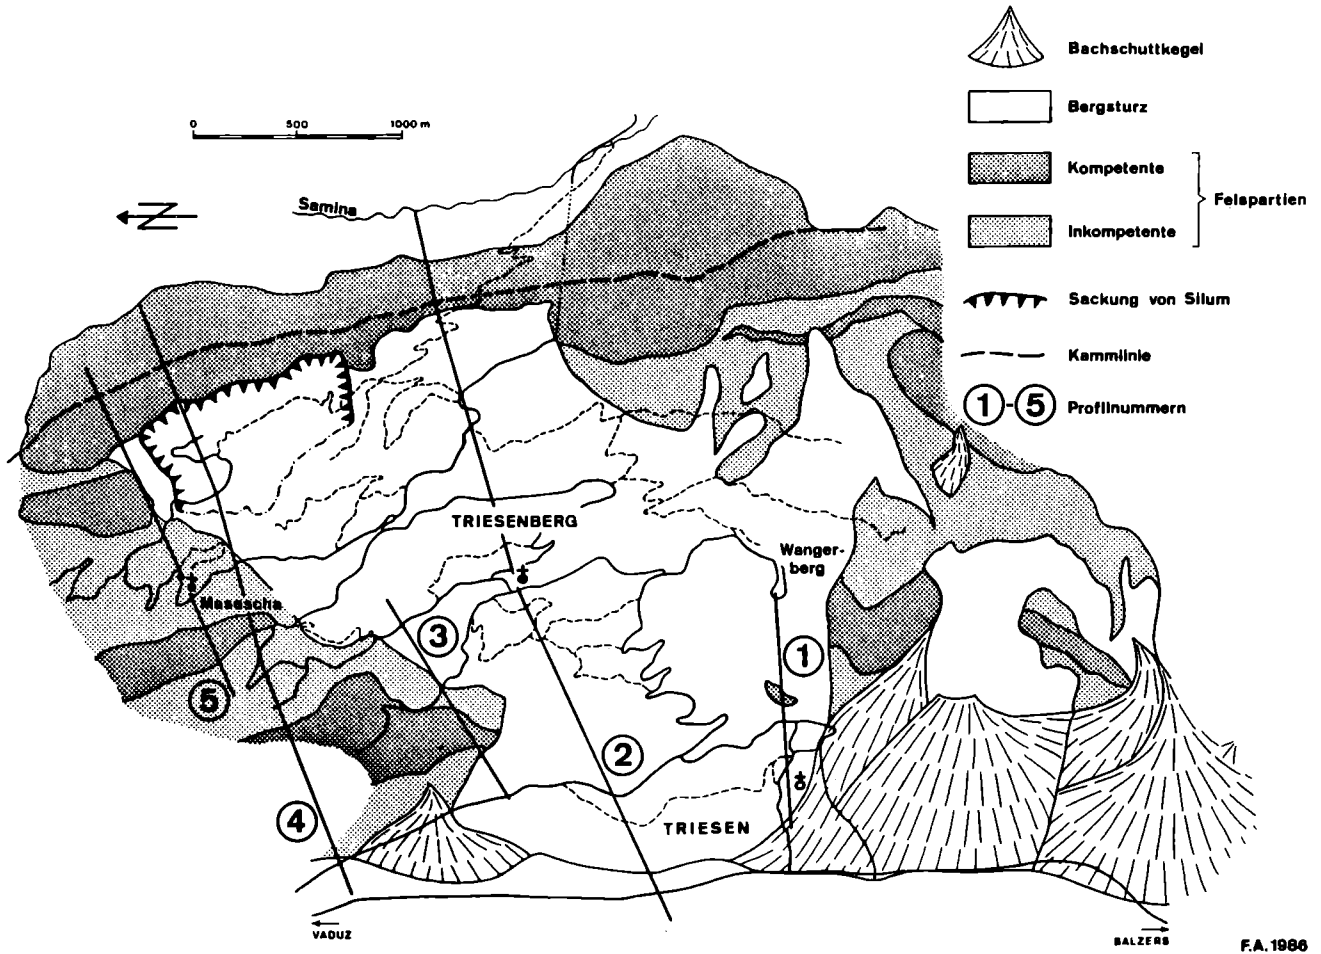 Bachschuttkegel
Bergsturz
Kompetente
Felspartien
Inkompetente
Sackung von Silum
Kammlinie
1-5 Profilnummern
0 500 1000 m
N
Samina
TRIESENBERG
Wanger-
berg
Masescha
3
1
5
2
4
TRIESEN
VADUZ
BALZERS
F.A. 1986